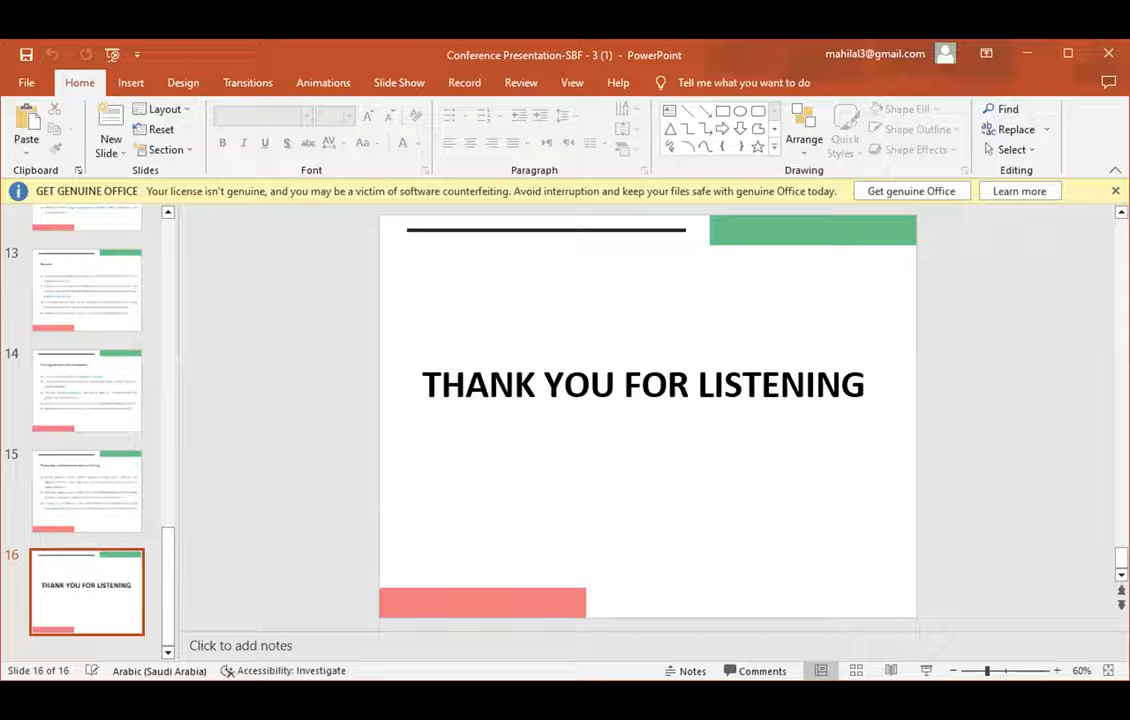 Conference Presentation-SBF - 3 (1) - PowerPoint
mahilal3@gmail.com
File Home Insert Design Transitions Animations Slide Show Record Review View Help Tell me what you want to do
Paste
New
Slide
Layout
Reset
Section
B I U S abc AV Aa A
Arrange
Quick
Styles
Shape Fill
Shape Outline
Shape Effects
Find
Replace
Select
Clipboard Slides Font Paragraph Drawing Editing
GET GENUINE OFFICE Your license isn't genuine, and you may be a victim of software counterfeiting. Avoid interruption and keep your files safe with genuine Office today. Get genuine Office Learn more
13
14
15
16
THANK YOU FOR LISTENING
THANK YOU FOR LISTENING
Click to add notes
Slide 16 of 16 Arabic (Saudi Arabia) Accessibility: Investigate Notes Comments 60%